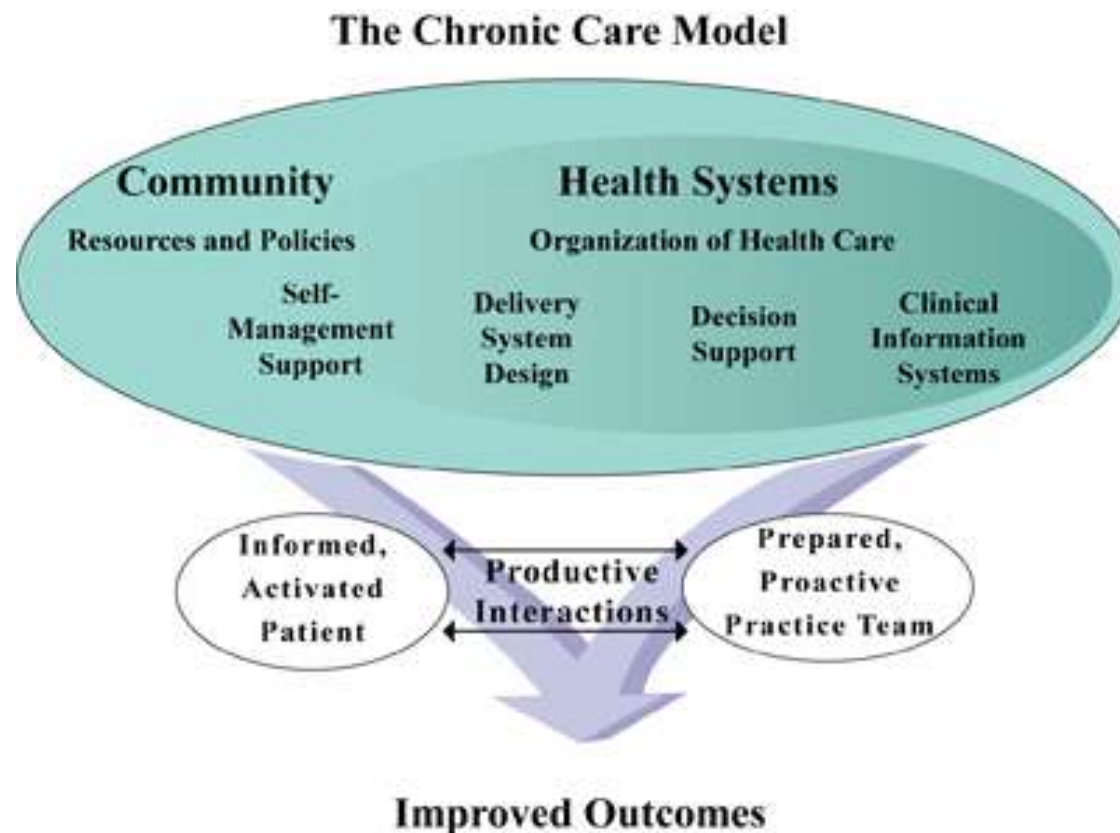 The Chronic Care Model
Community
Health Systems
Resources and Policies
Organization of Health Care
Self-
Management
Support
Delivery
System
Design
Decision
Support
Clinical
Information
Systems
Informed,
Activated
Patient
Productive
Interactions
Prepared,
Proactive
Practice Team
Improved Outcomes